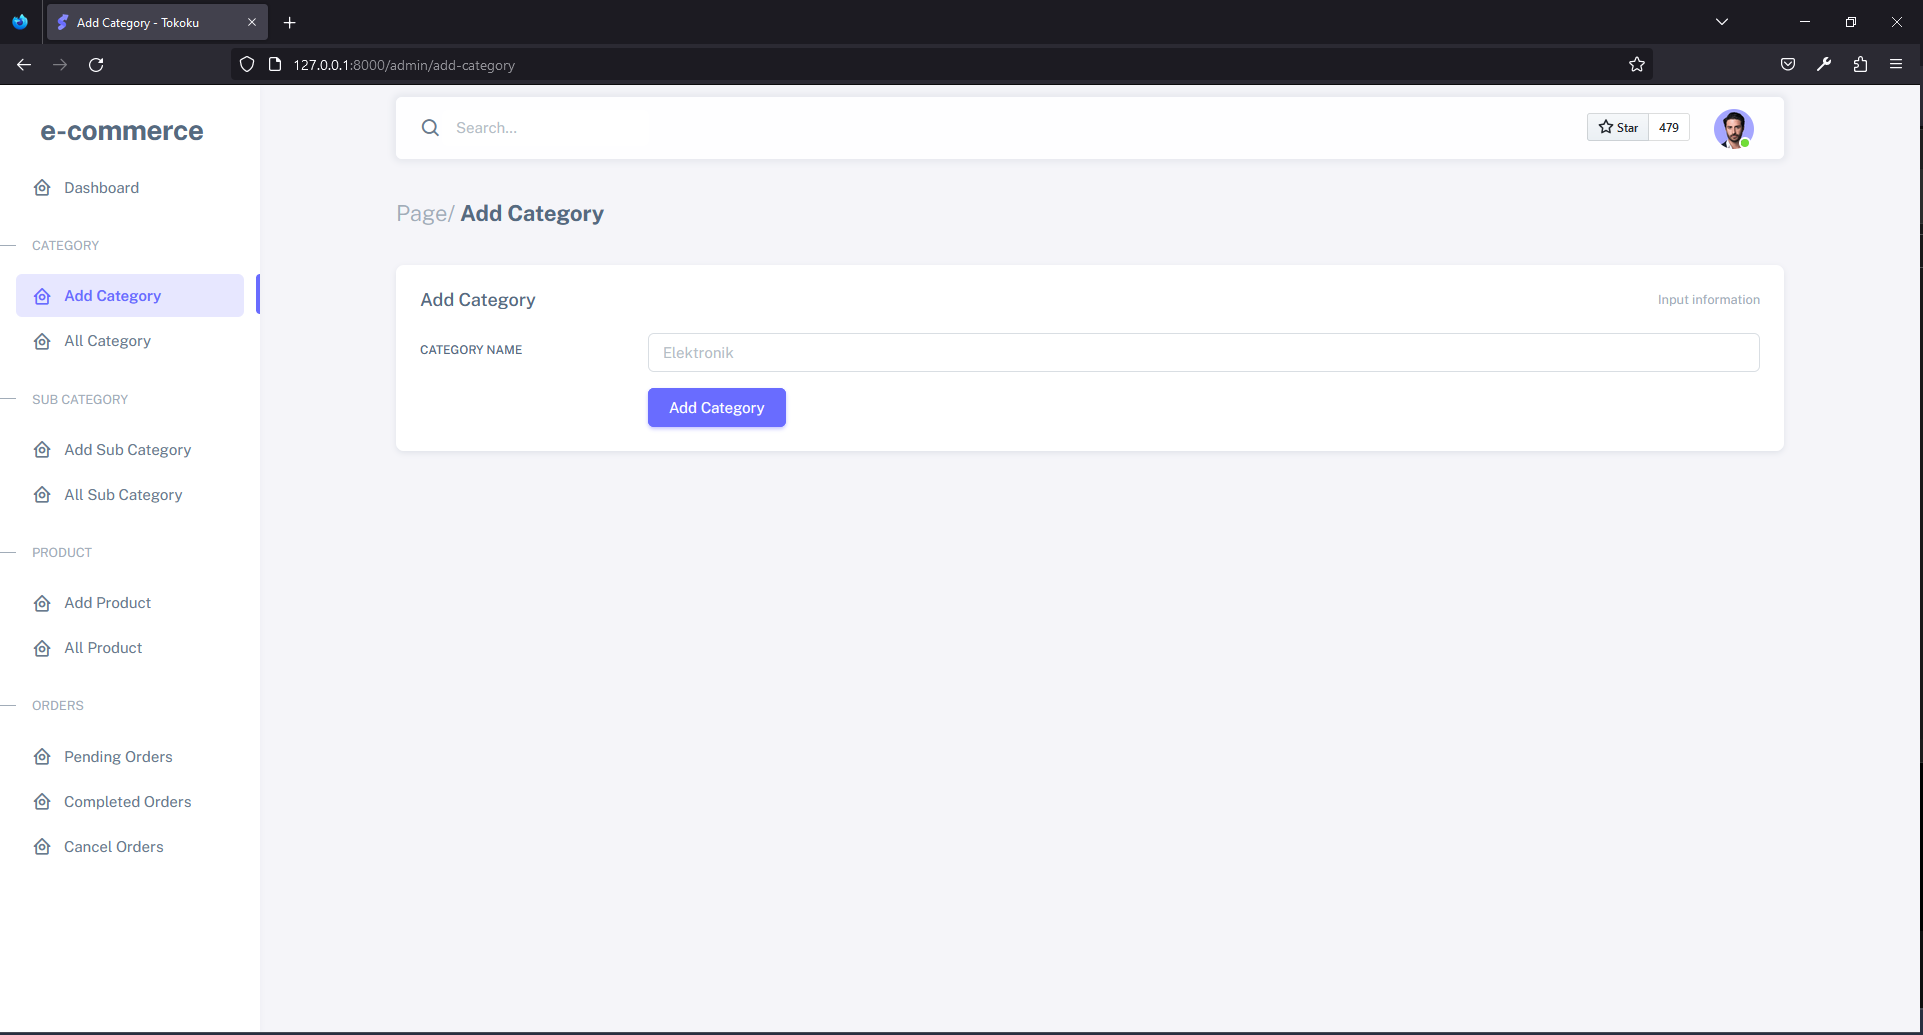 Add Category - Tokoku
127.0.0.1:8000/admin/add-category
e-commerce
Dashboard
CATEGORY
Add Category
All Category
SUB CATEGORY
Add Sub Category
All Sub Category
PRODUCT
Add Product
All Product
ORDERS
Pending Orders
Completed Orders
Cancel Orders
Search...
Star 479
Page/ Add Category
Add Category
Input information
CATEGORY NAME
Elektronik
Add Category